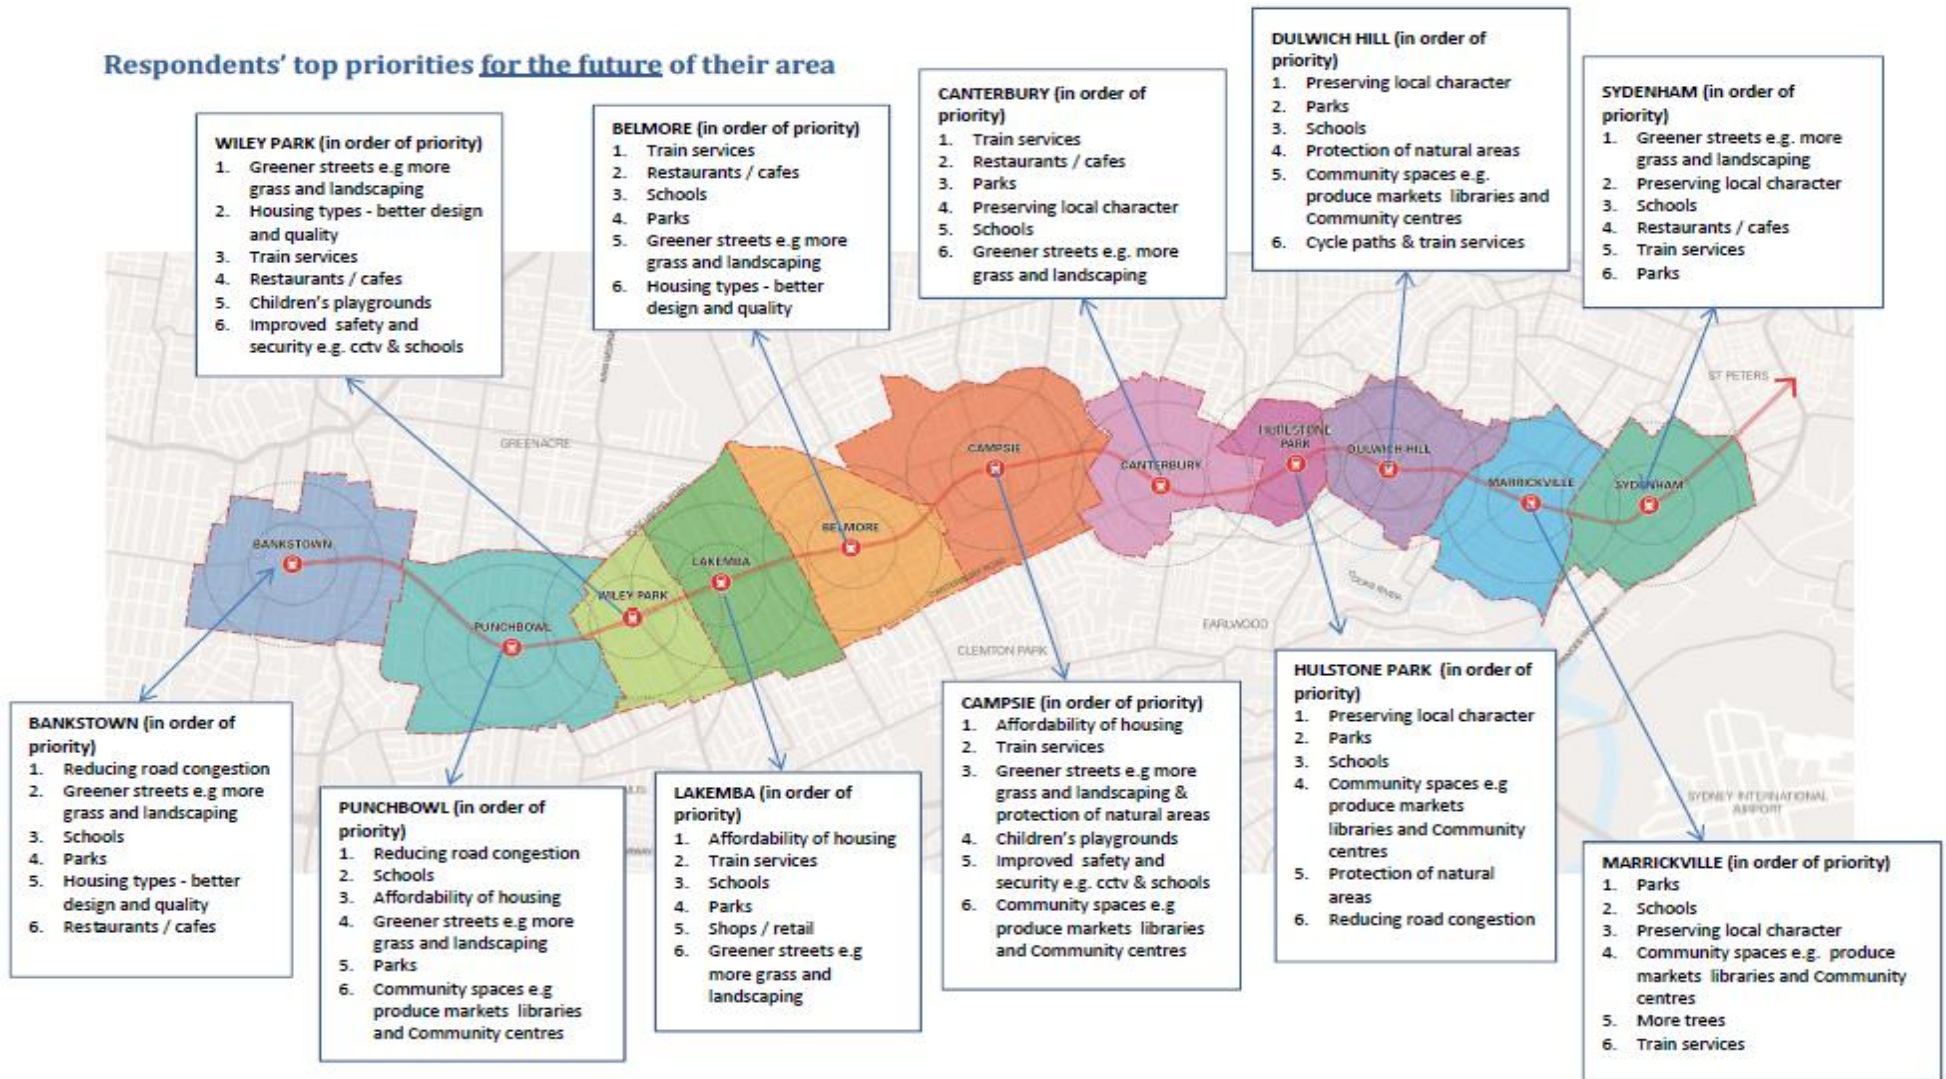 Respondents' top priorities for the future of their area
WILEY PARK (in order of priority)
1. Greener streets e.g more
grass and landscaping
2. Housing types - better design
and quality
3. Train services
4. Restaurants / cafes
5. Children's playgrounds
6. Improved safety and
security e.g. cctv & schools
BELMORE (in order of priority)
1. Train services
2. Restaurants / cafes
3. Schools
4. Parks
5. Greener streets e.g more
grass and landscaping
6. Housing types - better
design and quality
CANTERBURY (in order of
priority)
1. Train services
2. Restaurants / cafes
3. Parks
4. Preserving local character
5. Schools
6. Greener streets e.g. more
grass and landscaping
DULWICH HILL (in order of
priority)
1. Preserving local character
2. Parks
3. Schools
4. Protection of natural areas
5. Community spaces e.g.
produce markets libraries and
Community centres
6. Cycle paths & train services
SYDENHAM (in order of
priority)
1. Greener streets e.g. more
grass and landscaping
2. Preserving local character
3. Schools
4. Restaurants / cafes
5. Train services
6. Parks
ST PETERS
GREENACRE
CAMPSIE
CANTERBURY
HURLSTONE
PARK
DULWICH HILL
MARRICKVILLE
SYDENHAM
BANKSTOWN
PUNCHBOWL
WILEY PARK
LAKEMBA
BELMORE
CANTERBURY ROAD
COOKS RIVER
EARLWOOD
CLEMTON PARK
PRINCES HIGHWAY
SYDNEY INTERNATIONAL
AIRPORT
BANKSTOWN (in order of
priority)
1. Reducing road congestion
2. Greener streets e.g more
grass and landscaping
3. Schools
4. Parks
5. Housing types - better
design and quality
6. Restaurants / cafes
PUNCHBOWL (in order of
priority)
1. Reducing road congestion
2. Schools
3. Affordability of housing
4. Greener streets e.g more
grass and landscaping
5. Parks
6. Community spaces e.g
produce markets libraries
and Community centres
LAKEMBA (in order of
priority)
1. Affordability of housing
2. Train services
3. Schools
4. Parks
5. Shops / retail
6. Greener streets e.g
more grass and
landscaping
CAMPSIE (in order of priority)
1. Affordability of housing
2. Train services
3. Greener streets e.g more
grass and landscaping &
protection of natural areas
4. Children's playgrounds
5. Improved safety and
security e.g. cctv & schools
6. Community spaces e.g
produce markets libraries
and Community centres
HULSTONE PARK (in order of
priority)
1. Preserving local character
2. Parks
3. Schools
4. Community spaces e.g
produce markets
libraries and Community
centres
5. Protection of natural
areas
6. Reducing road congestion
MARRICKVILLE (in order of priority)
1. Parks
2. Schools
3. Preserving local character
4. Community spaces e.g. produce
markets libraries and Community
centres
5. More trees
6. Train services